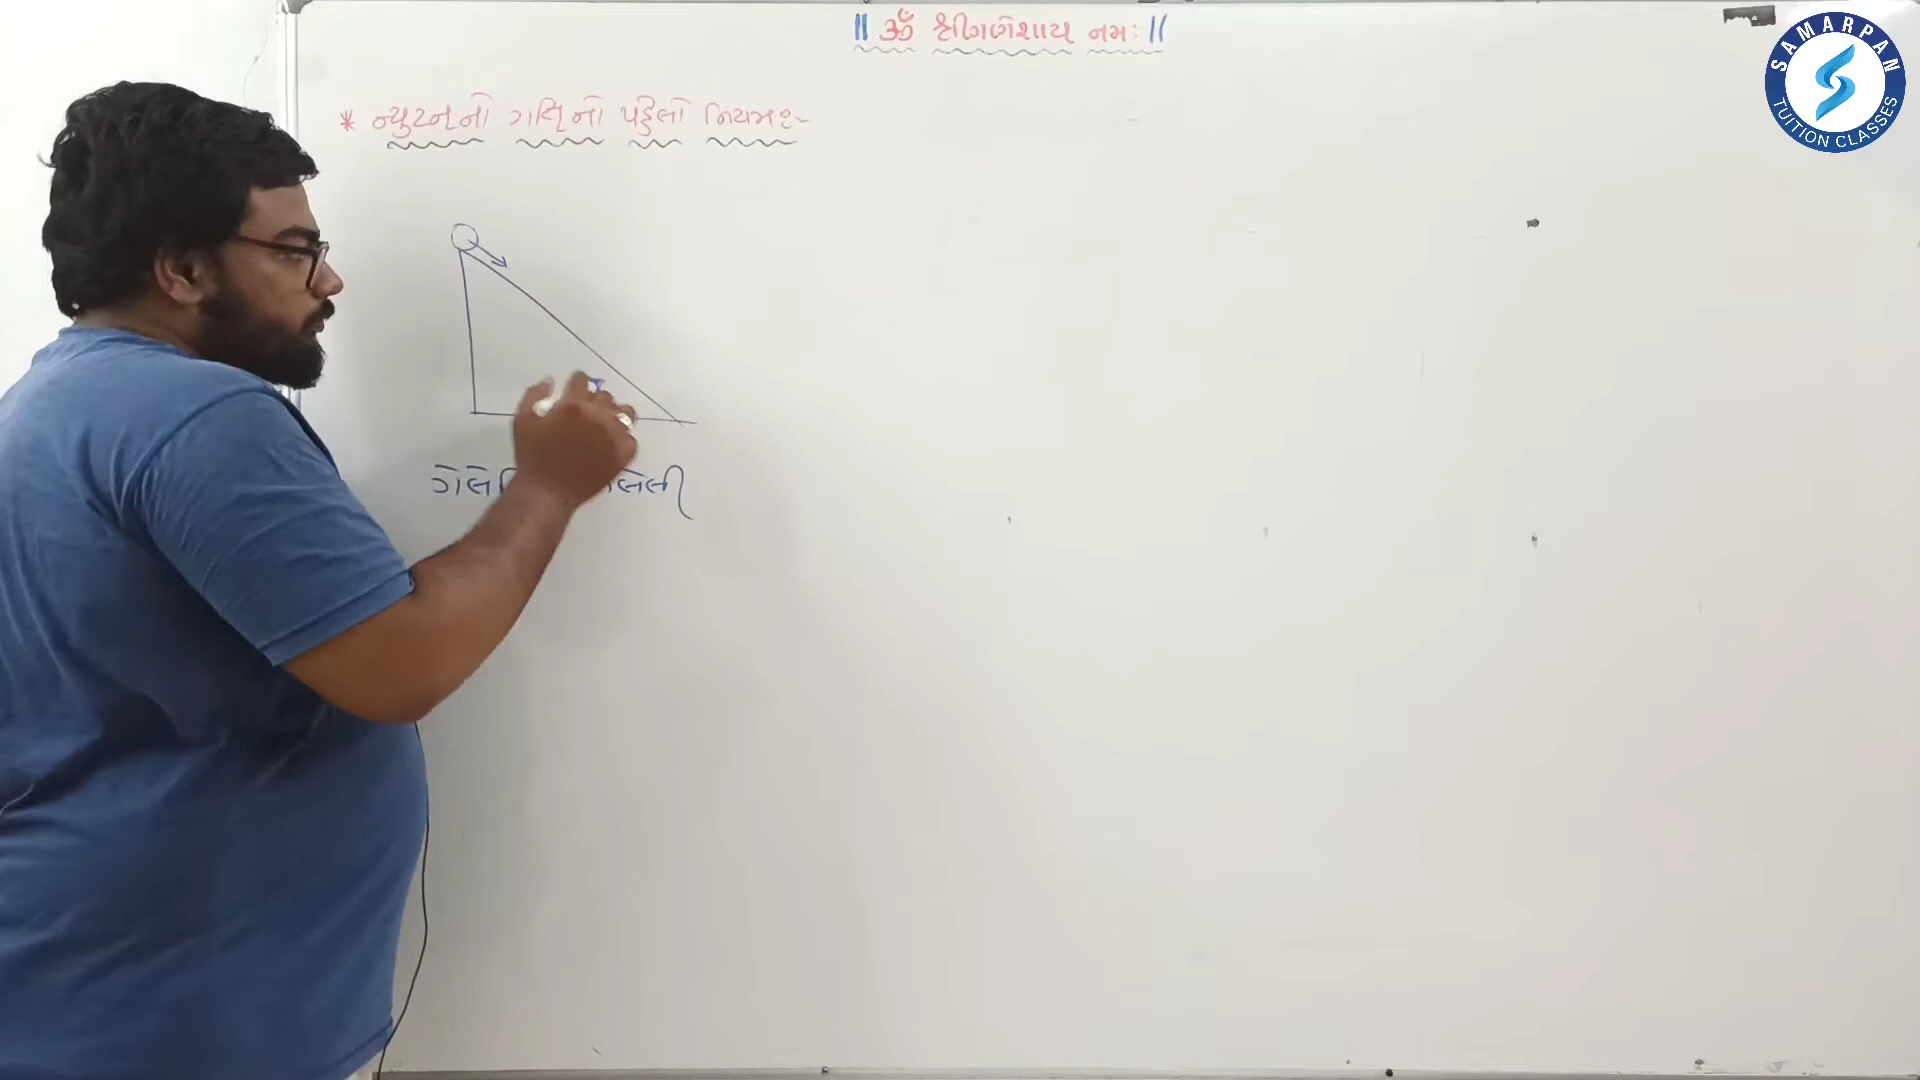 ॥ ૐ શ્રી ગણેશાય નમઃ ॥
SAMARPAN
TUITION CLASSES
* ન્યુટનનો ગતિનો પહેલો નિયમ :-